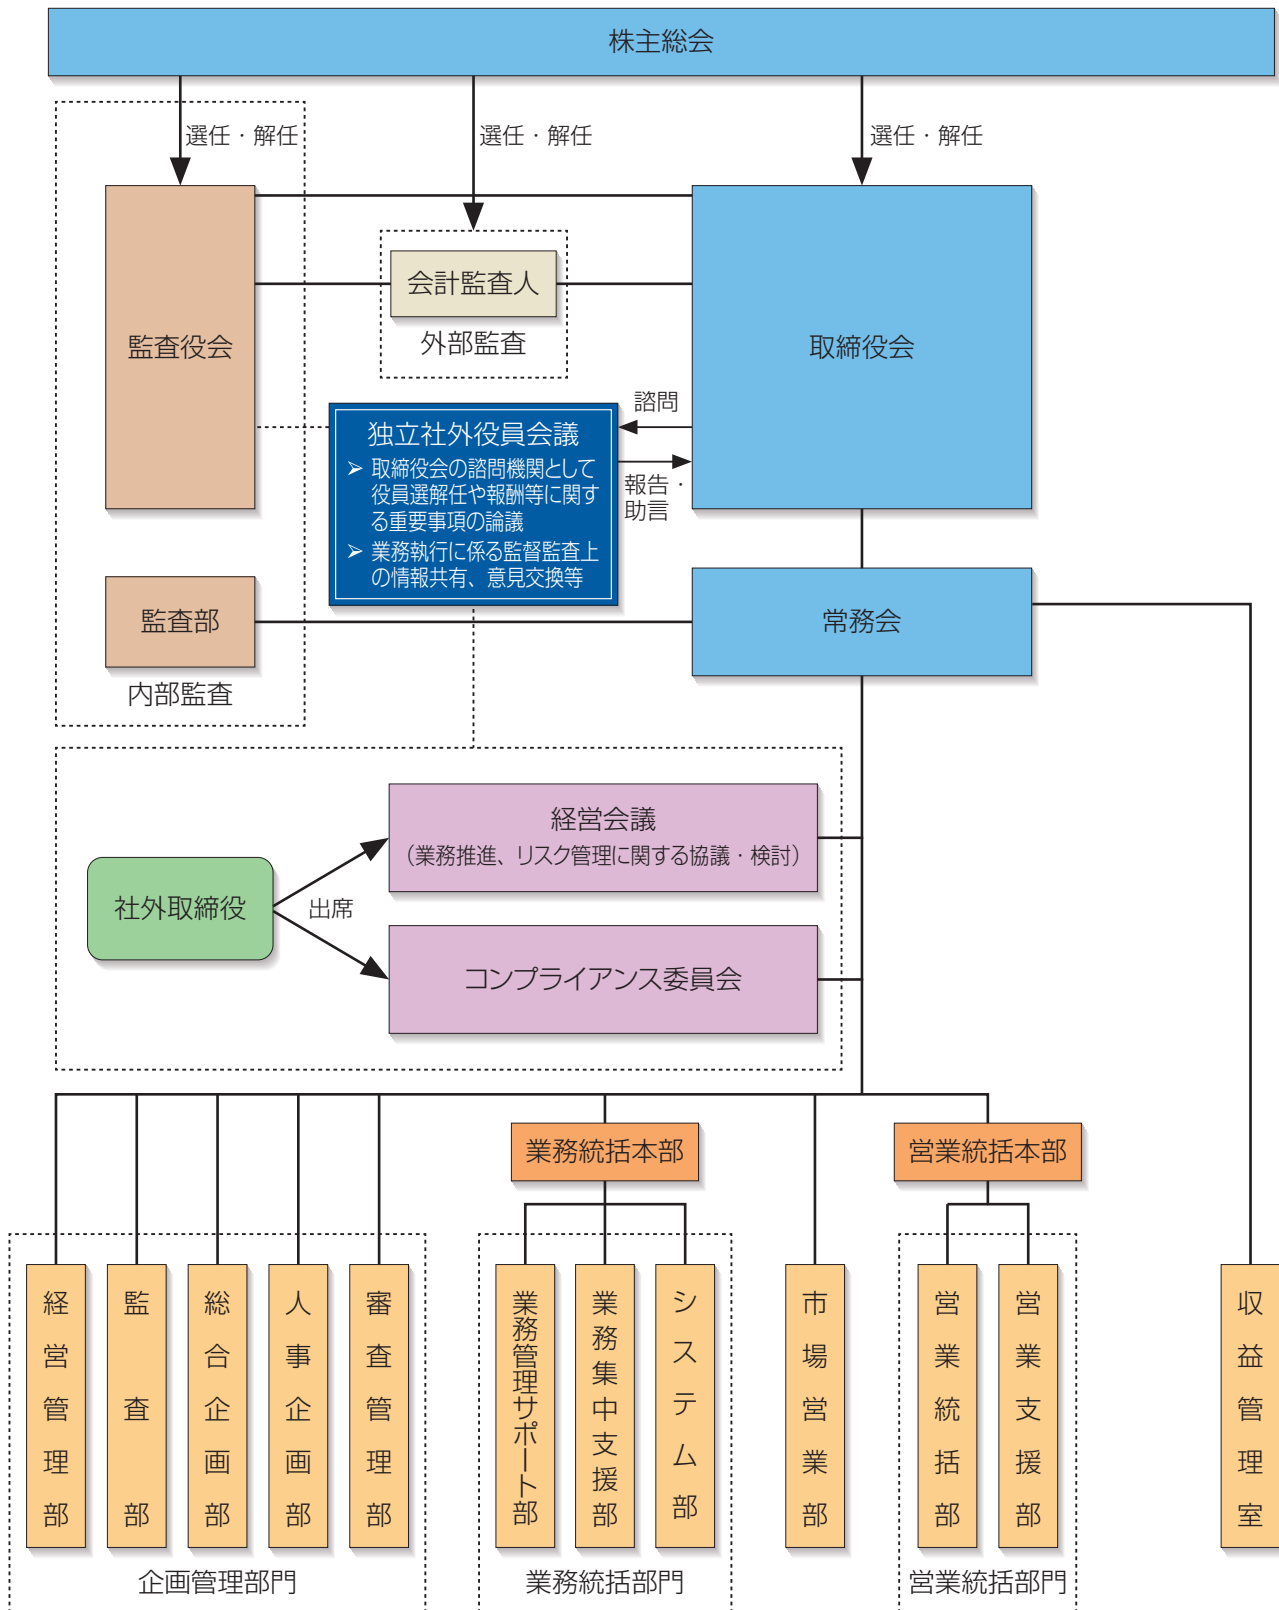 株主総会
選任・解任
選任・解任
選任・解任
監査役会
会計監査人
外部監査
取締役会
諮問
報告・
助言
独立社外役員会議
➢ 取締役会の諮問機関として
役員選解任や報酬等に関す
る重要事項の論議
➢ 業務執行に係る監督監査上
の情報共有、意見交換等
監査部
内部監査
常務会
経営会議
（業務推進、リスク管理に関する協議・検討）
社外取締役
出席
コンプライアンス委員会
業務統括本部
営業統括本部
経営管理部
監査部
総合企画部
人事企画部
審査管理部
業務管理サポート部
業務集中支援部
システム部
市場営業部
営業統括部
営業支援部
収益管理室
企画管理部門
業務統括部門
営業統括部門